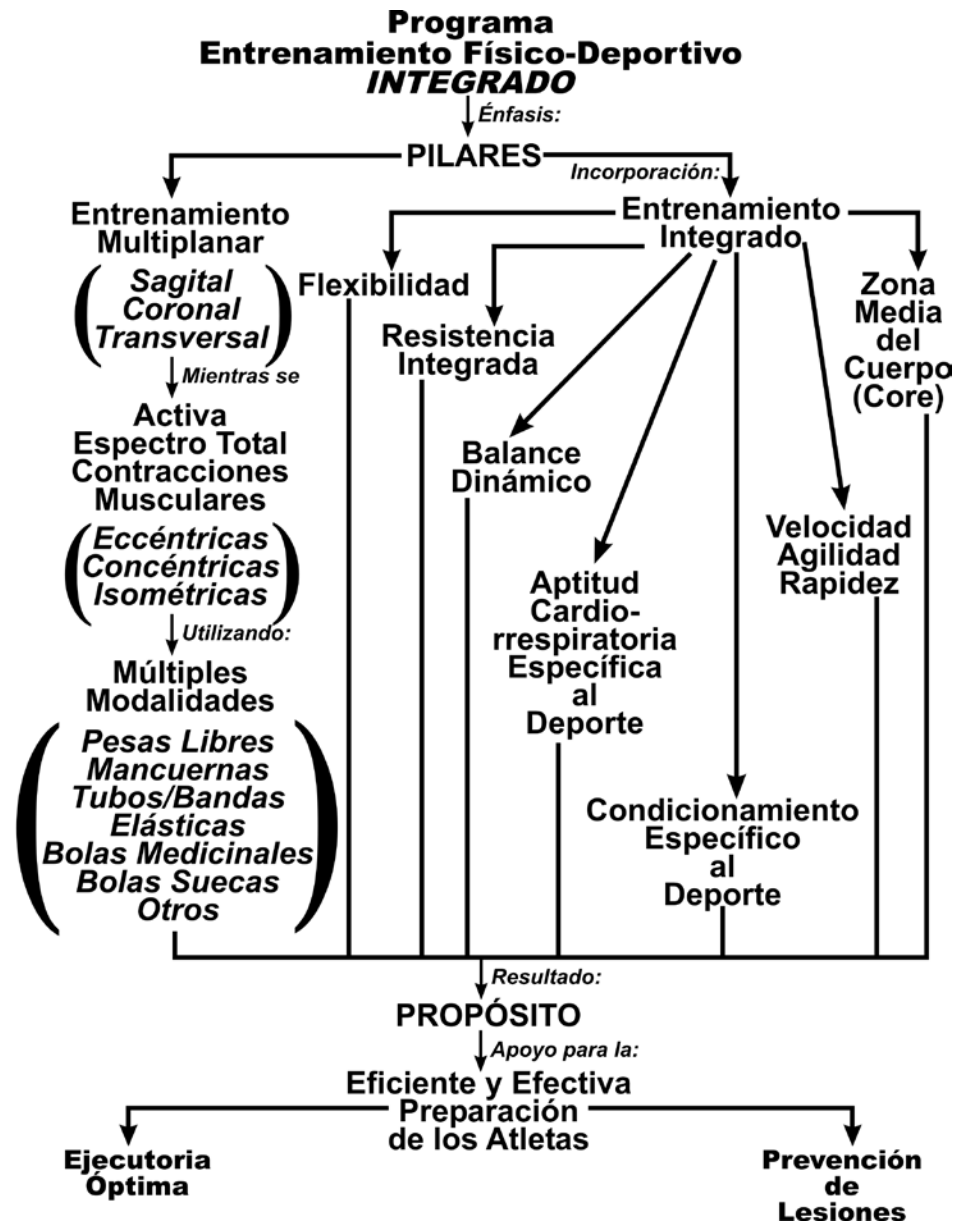 Programa
Entrenamiento Físico-Deportivo
INTEGRADO
Énfasis:
PILARES
Incorporación:
Entrenamiento
Multiplanar
(Sagital
Coronal
Transversal)
Mientras se
Activa
Espectro Total
Contracciones
Musculares
(Eccéntricas
Concéntricas
Isométricas)
Utilizando:
Múltiples
Modalidades
(Pesas Libres
Mancuernas
Tubos/Bandas
Elásticas
Bolas Medicinales
Bolas Suecas
Otros)
Entrenamiento
Integrado
Flexibilidad
Resistencia
Integrada
Balance
Dinámico
Aptitud
Cardio-
rrespiratoria
Específica
al
Deporte
Condicionamiento
Específico
al
Deporte
Velocidad
Agilidad
Rapidez
Zona
Media
del
Cuerpo
(Core)
Resultado:
PROPÓSITO
Apoyo para la:
Eficiente y Efectiva
Preparación
de los Atletas
Ejecutoria
Óptima
Prevención
de
Lesiones